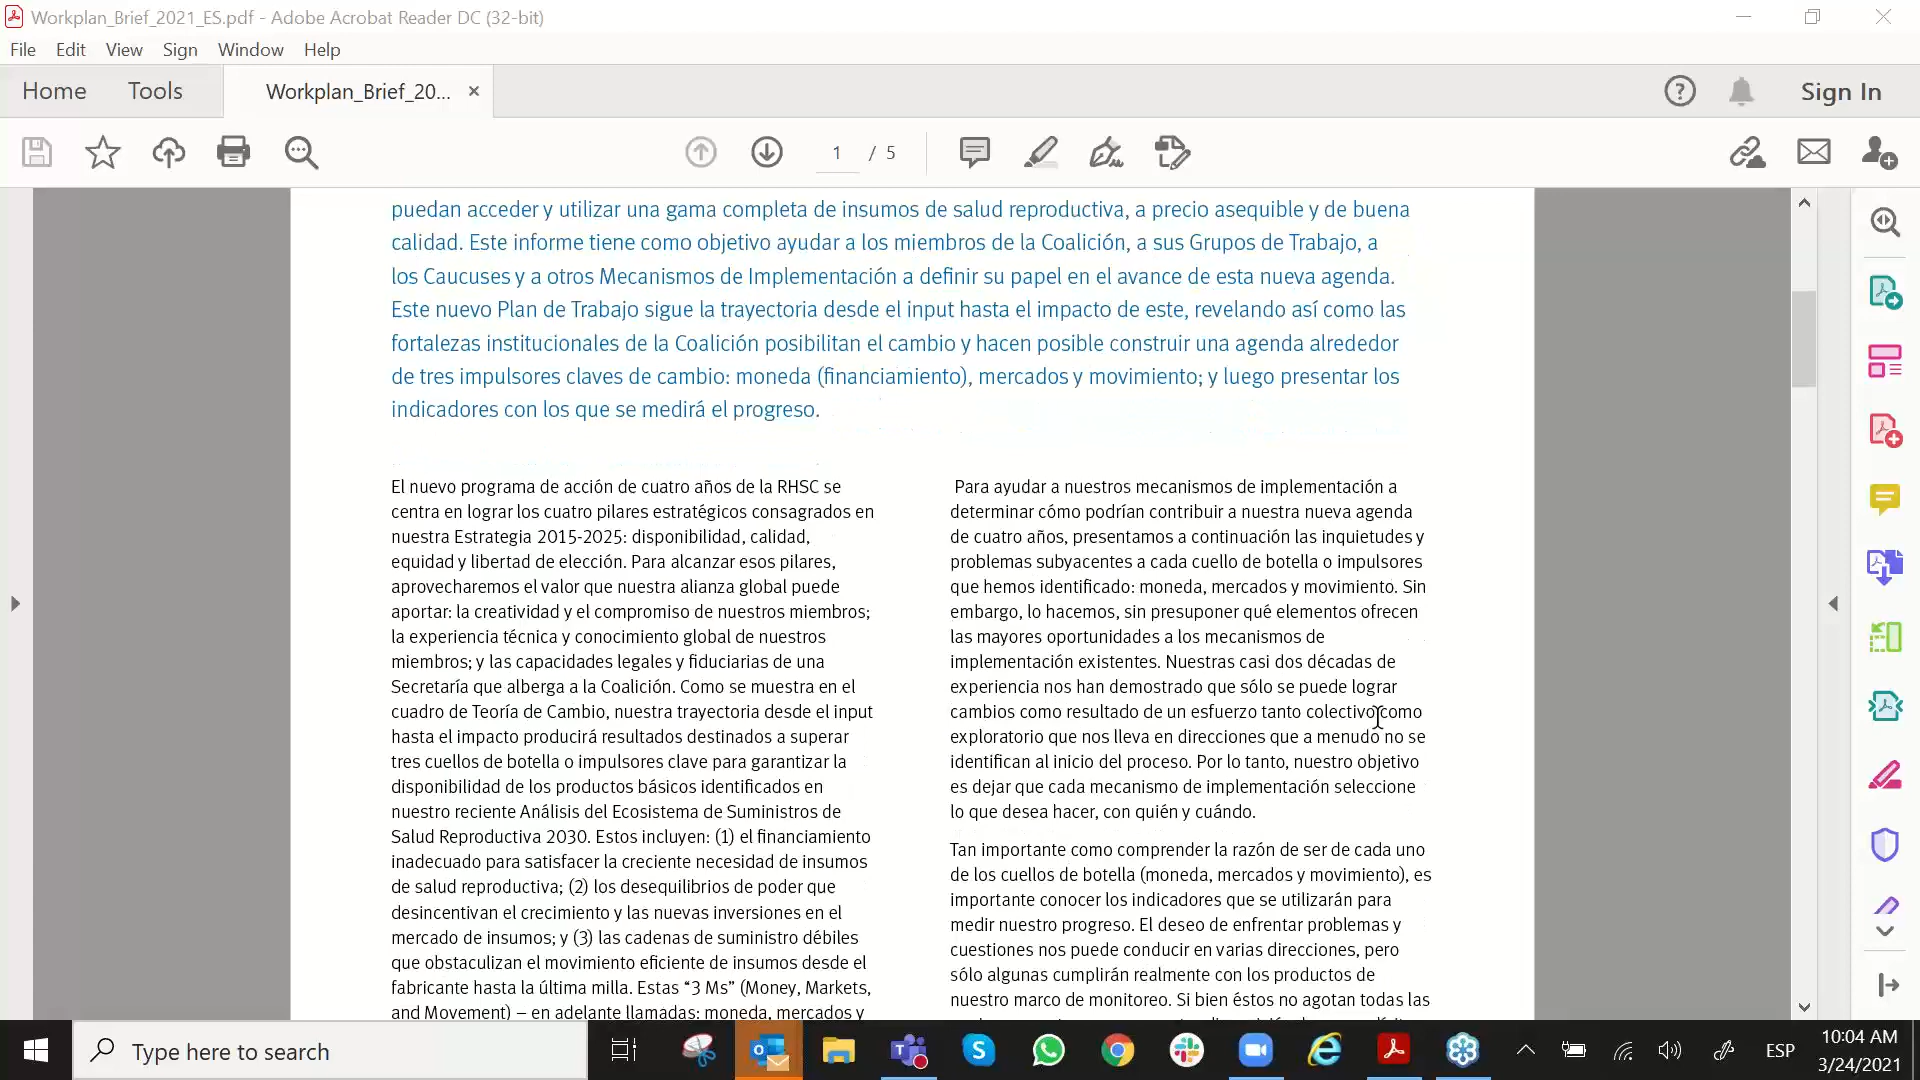 Workplan_Brief_2021_ES.pdf - Adobe Acrobat Reader DC (32-bit)
File Edit View Sign Window Help
Home Tools Workplan_Brief_20... × Sign In
1 / 5
puedan acceder y utilizar una gama completa de insumos de salud reproductiva, a precio asequible y de buena
calidad. Este informe tiene como objetivo ayudar a los miembros de la Coalición, a sus Grupos de Trabajo, a
los Caucuses y a otros Mecanismos de Implementación a definir su papel en el avance de esta nueva agenda.
Este nuevo Plan de Trabajo sigue la trayectoria desde el input hasta el impacto de este, revelando así como las
fortalezas institucionales de la Coalición posibilitan el cambio y hacen posible construir una agenda alrededor
de tres impulsores claves de cambio: moneda (financiamiento), mercados y movimiento; y luego presentar los
indicadores con los que se medirá el progreso.
El nuevo programa de acción de cuatro años de la RHSC se
centra en lograr los cuatro pilares estratégicos consagrados en
nuestra Estrategia 2015-2025: disponibilidad, calidad,
equidad y libertad de elección. Para alcanzar esos pilares,
aprovecharemos el valor que nuestra alianza global puede
aportar: la creatividad y el compromiso de nuestros miembros;
la experiencia técnica y conocimiento global de nuestros
miembros; y las capacidades legales y fiduciarias de una
Secretaría que alberga a la Coalición. Como se muestra en el
cuadro de Teoría de Cambio, nuestra trayectoria desde el input
hasta el impacto producirá resultados destinados a superar
tres cuellos de botella o impulsores clave para garantizar la
disponibilidad de los productos básicos identificados en
nuestro reciente Análisis del Ecosistema de Suministros de
Salud Reproductiva 2030. Estos incluyen: (1) el financiamiento
inadecuado para satisfacer la creciente necesidad de insumos
de salud reproductiva; (2) los desequilibrios de poder que
desincentivan el crecimiento y las nuevas inversiones en el
mercado de insumos; y (3) las cadenas de suministro débiles
que obstaculizan el movimiento eficiente de insumos desde el
fabricante hasta la última milla. Estas “3 Ms” (Money, Markets,
and Movement) – en adelante llamadas: moneda, mercados y
Para ayudar a nuestros mecanismos de implementación a
determinar cómo podrían contribuir a nuestra nueva agenda
de cuatro años, presentamos a continuación las inquietudes y
problemas subyacentes a cada cuello de botella o impulsores
que hemos identificado: moneda, mercados y movimiento. Sin
embargo, lo hacemos, sin presuponer qué elementos ofrecen
las mayores oportunidades a los mecanismos de
implementación existentes. Nuestras casi dos décadas de
experiencia nos han demostrado que sólo se puede lograr
cambios como resultado de un esfuerzo tanto colectivo como
exploratorio que nos lleva en direcciones que a menudo no se
identifican al inicio del proceso. Por lo tanto, nuestro objetivo
es dejar que cada mecanismo de implementación seleccione
lo que desea hacer, con quién y cuándo.
Tan importante como comprender la razón de ser de cada uno
de los cuellos de botella (moneda, mercados y movimiento), es
importante conocer los indicadores que se utilizarán para
medir nuestro progreso. El deseo de enfrentar problemas y
cuestiones nos puede conducir en varias direcciones, pero
sólo algunas cumplirán realmente con los productos de
nuestro marco de monitoreo. Si bien éstos no agotan todas las
Type here to search
ESP
10:04 AM
3/24/2021